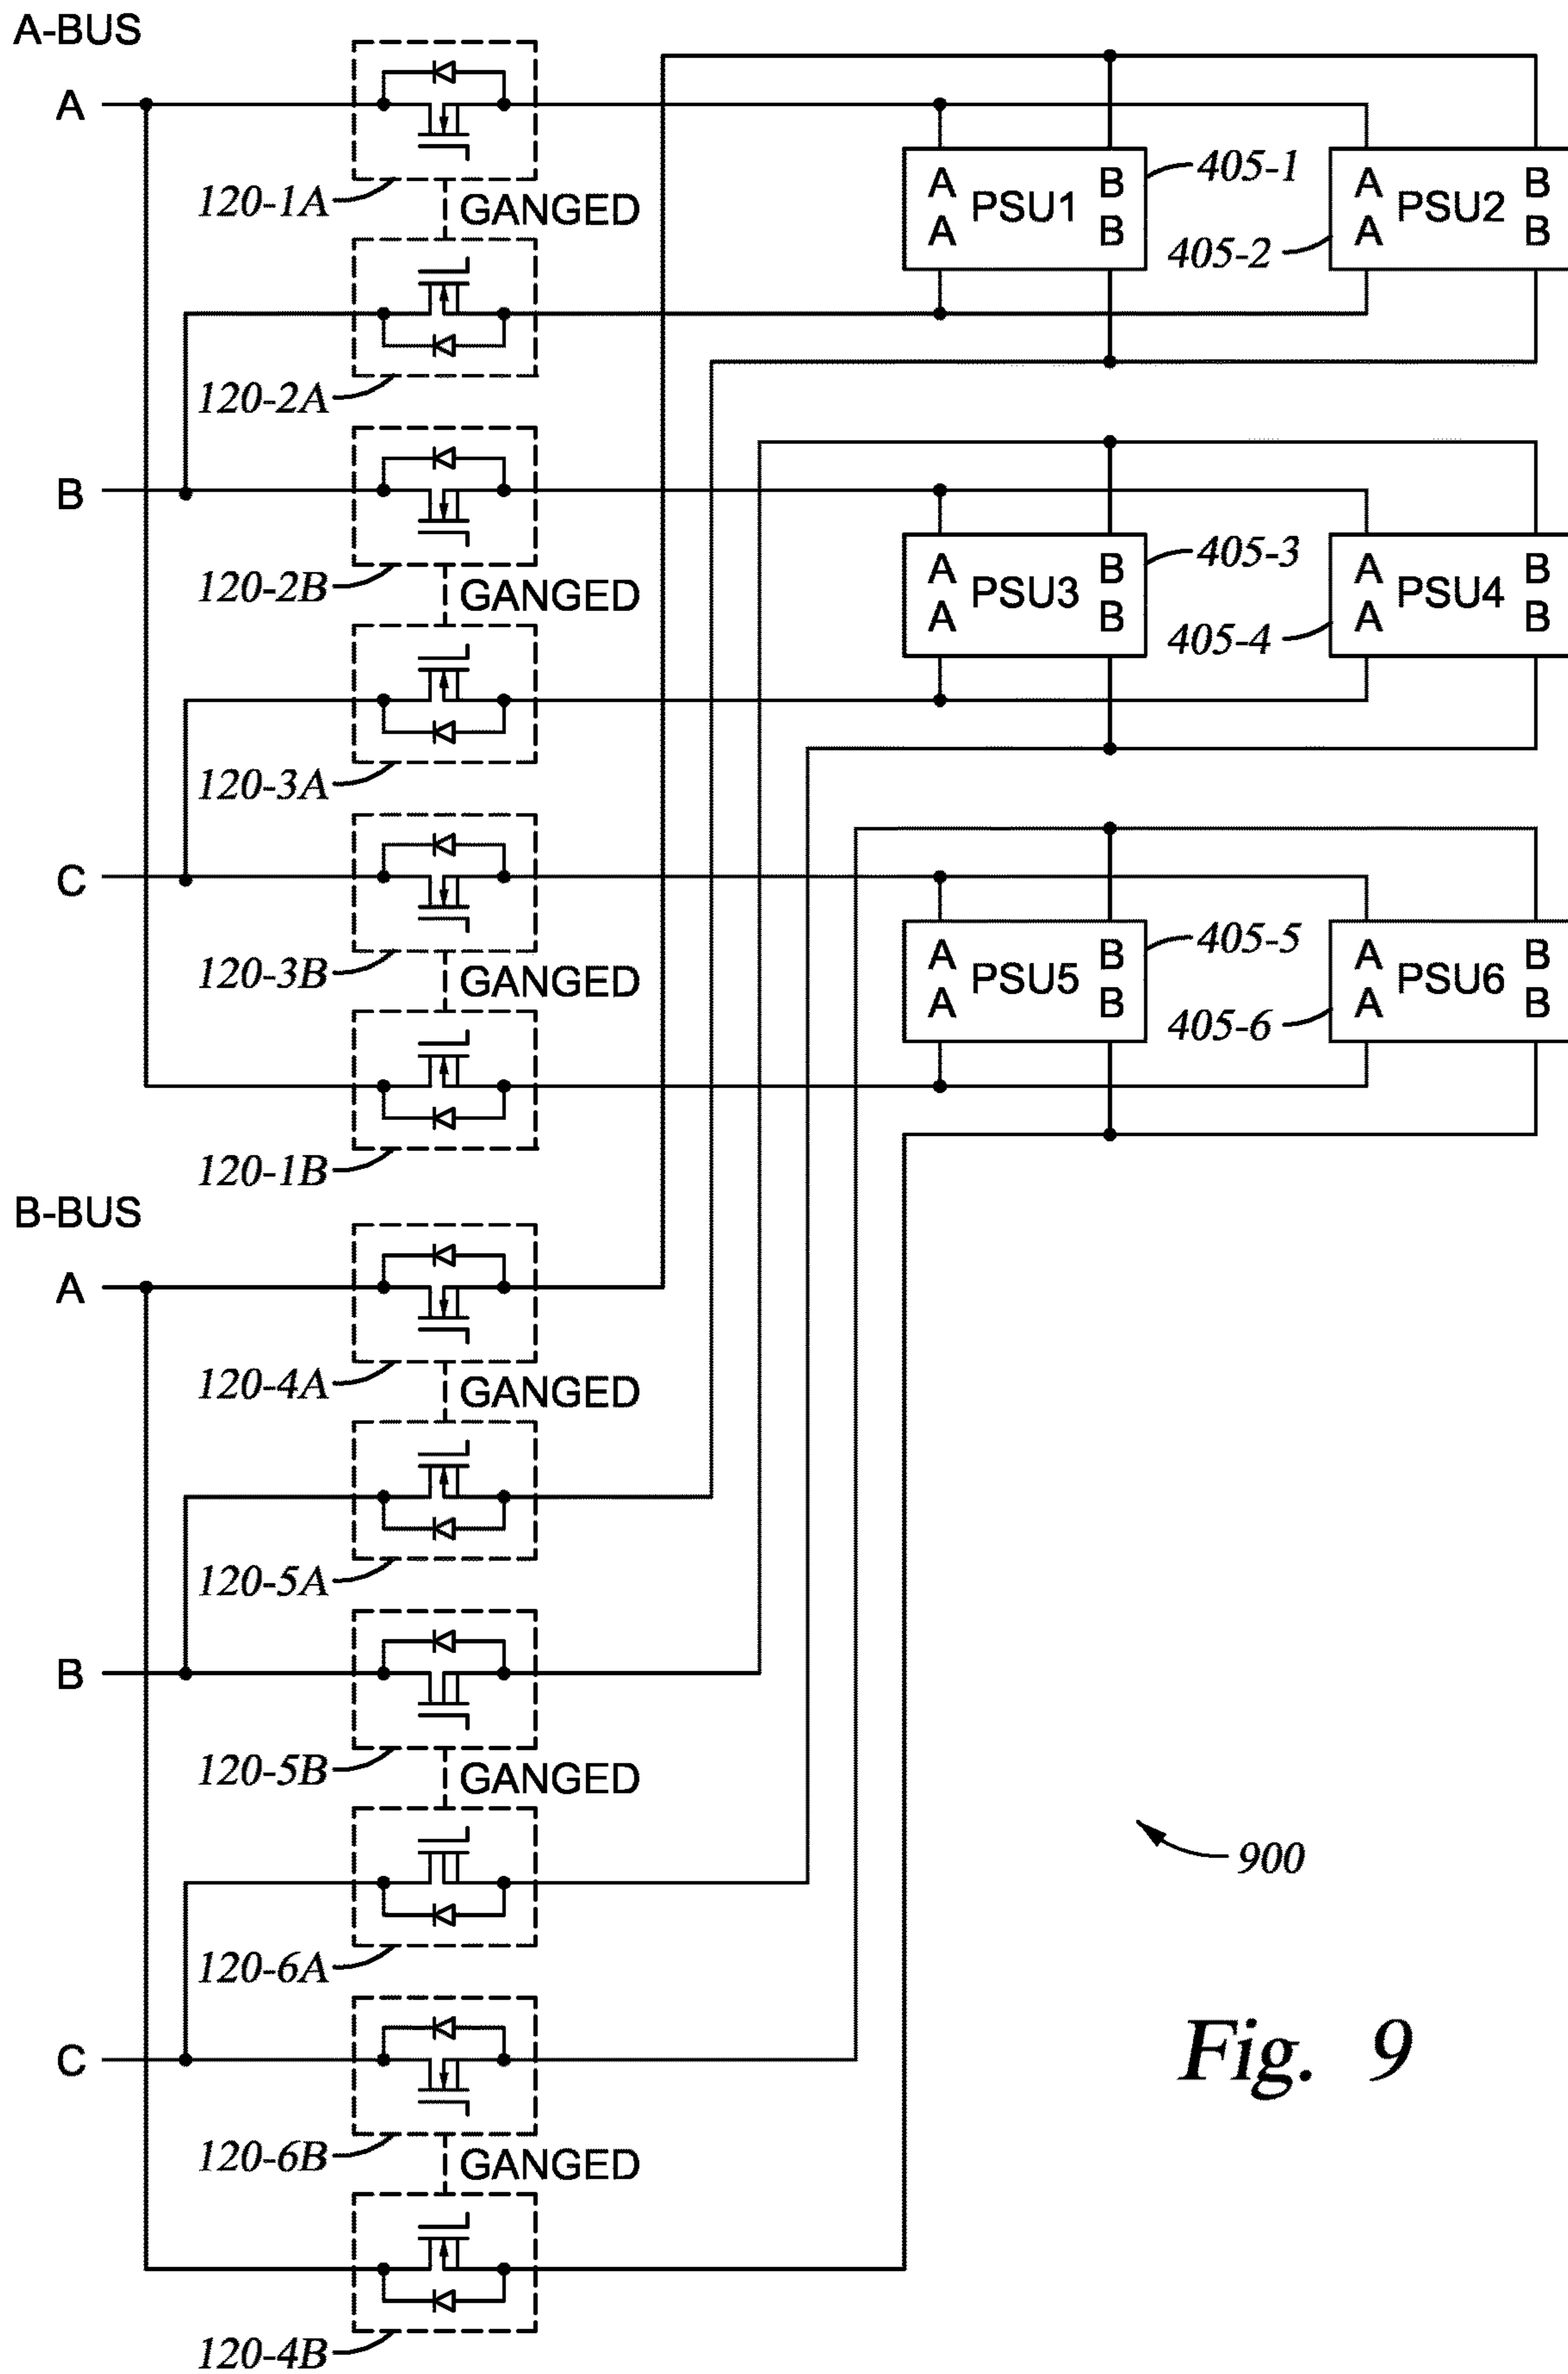 A-BUS
A
120-1A
GANGED
A B
PSU1
A B
405-1
A B
PSU2
A B
405-2
120-2A
B
120-2B
GANGED
A B
PSU3
A B
405-3
A B
PSU4
A B
405-4
120-3A
C
120-3B
GANGED
A B
PSU5
A B
405-5
A B
PSU6
A B
405-6
120-1B
B-BUS
A
120-4A
GANGED
120-5A
B
120-5B
GANGED
900
120-6A
C
120-6B
GANGED
120-4B
Fig. 9